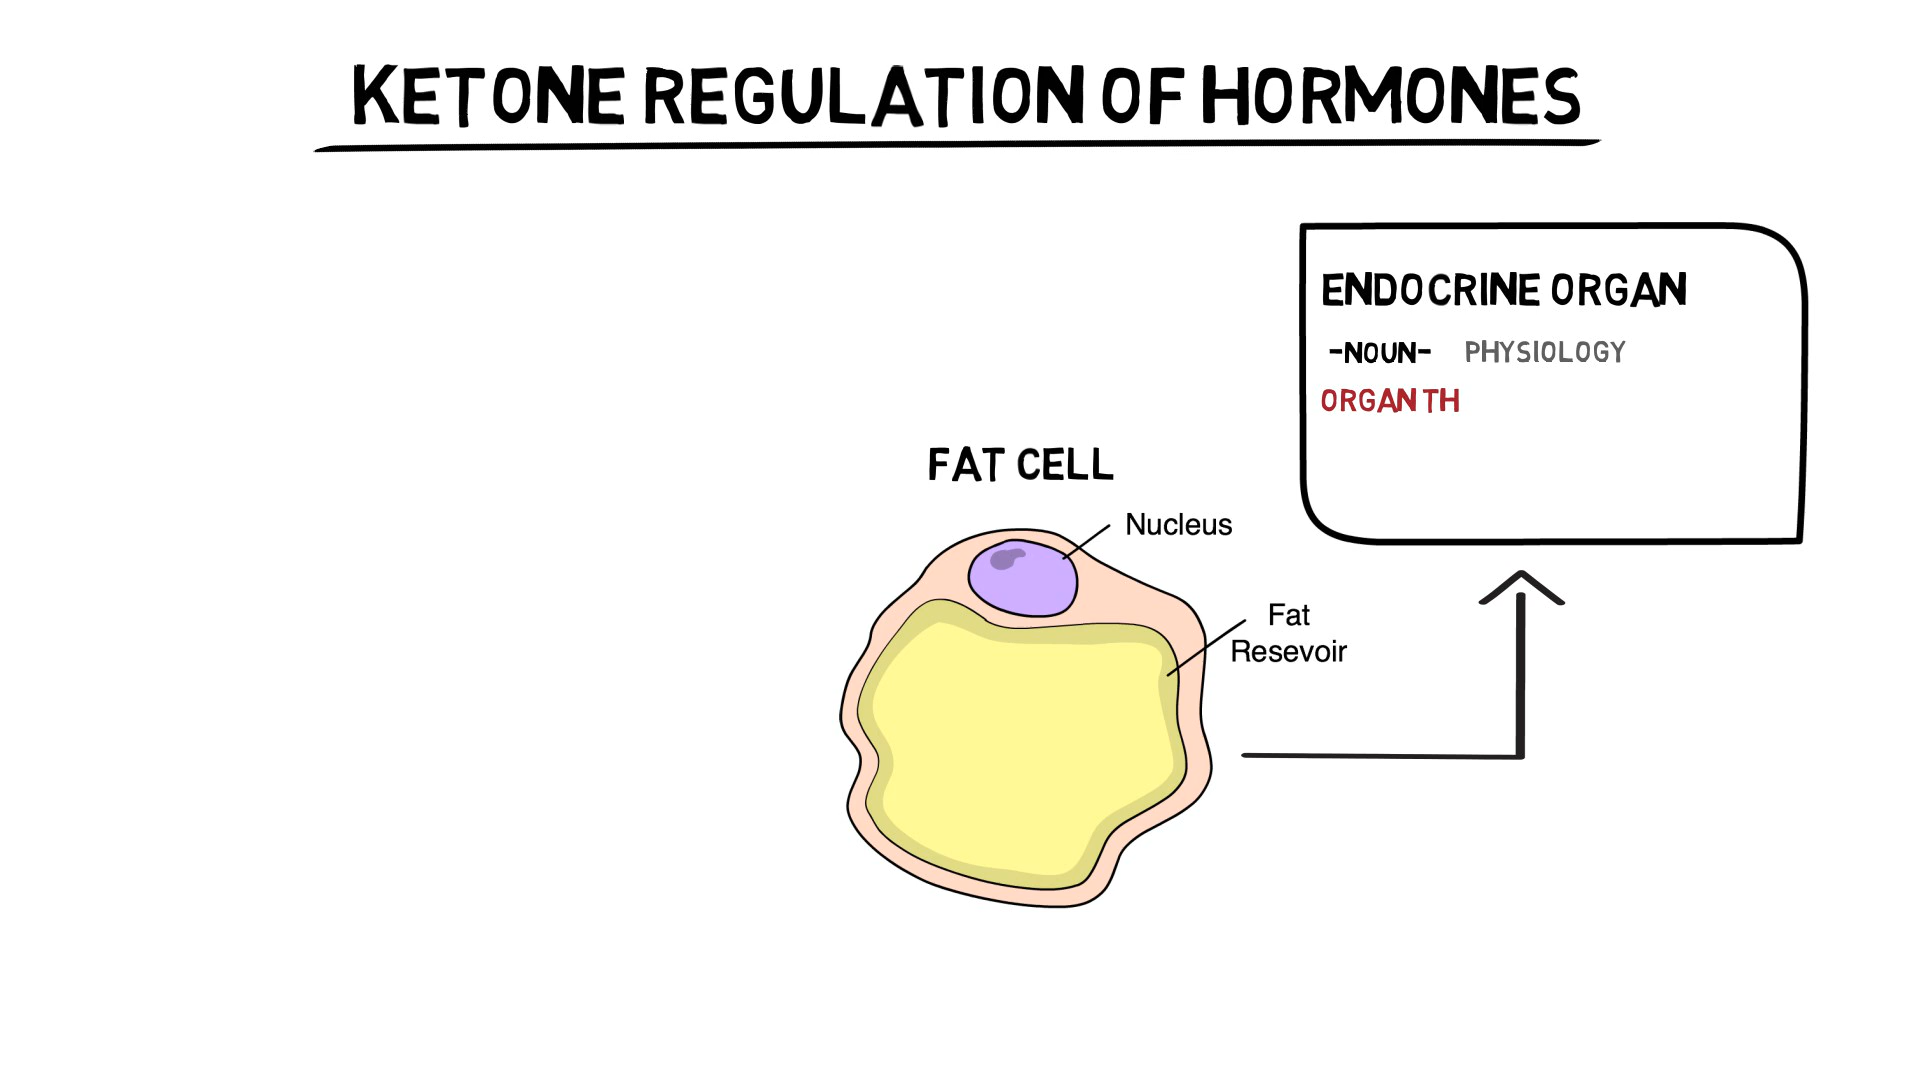 KETONE REGULATION OF HORMONES
ENDOCRINE ORGAN
-NOUN- PHYSIOLOGY
ORGAN TH
FAT CELL
Nucleus
Fat
Resevoir